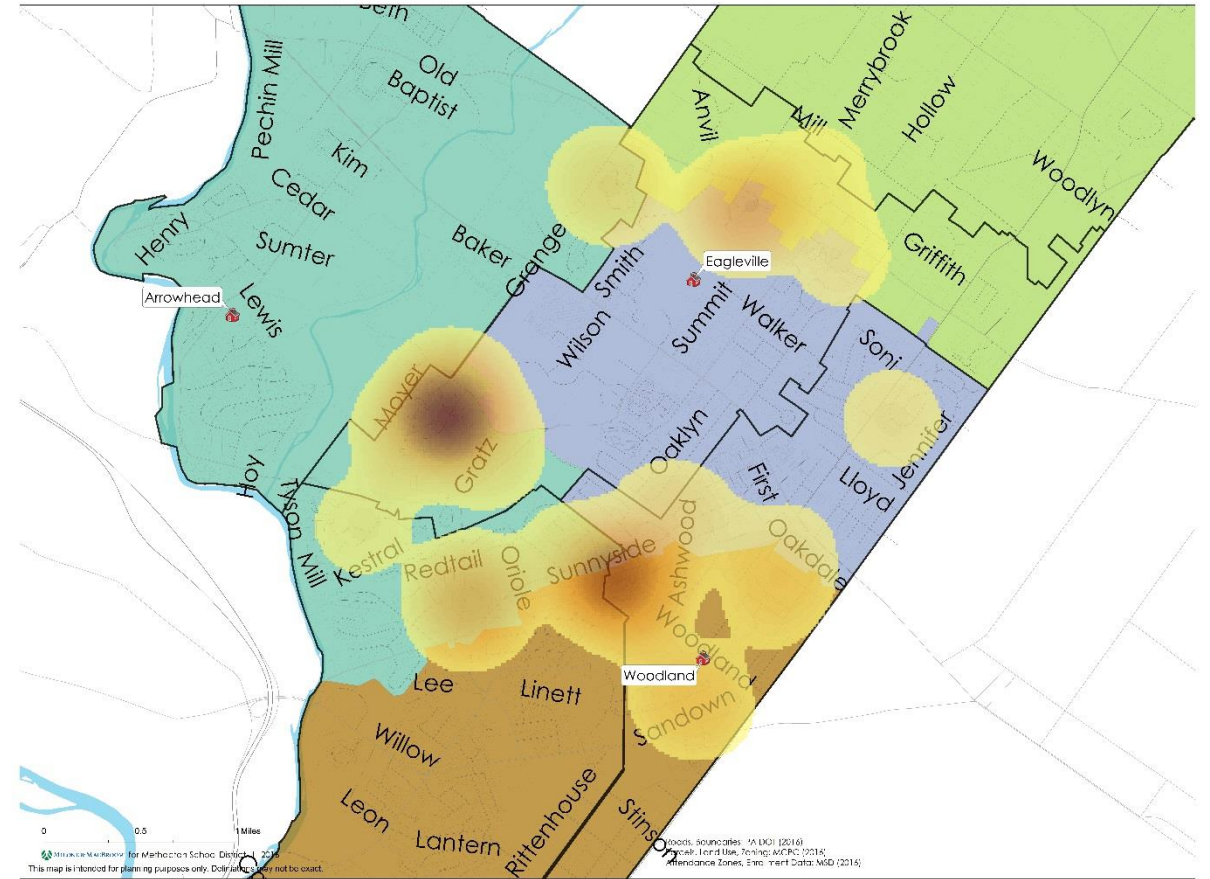 Beth
Old
Baptist
Pechin Mill
Kim
Cedar
Henry
Sumter
Baker
Grange
Arrowhead
Lewis
Anvil
Mill
Merrybrook
Hollow
Woodlyn
Griffith
Smith
Eagleville
Wilson
Summit
Walker
Soni
Moyer
Gratz
Oaklyn
First
Lloyd
Jennifer
Hoy
Tyson Mill
Kestral
Redtail
Oriole
Sunnyside
Ashwood
Oakdale
Woodland
Woodland
Sandown
Lee
Linett
Willow
Leon
Lantern
Rittenhouse
Stinson
0 0.5 1 Miles
MILONE & MACBROOM for Methacton School District | 2016
This map is intended for planning purposes only. Delineations may not be exact.
Roads, Boundaries: PA DOT (2016)
Parcels, Land Use, Zoning: MCPC (2016)
Attendance Zones, Enrollment Data: MSD (2016)